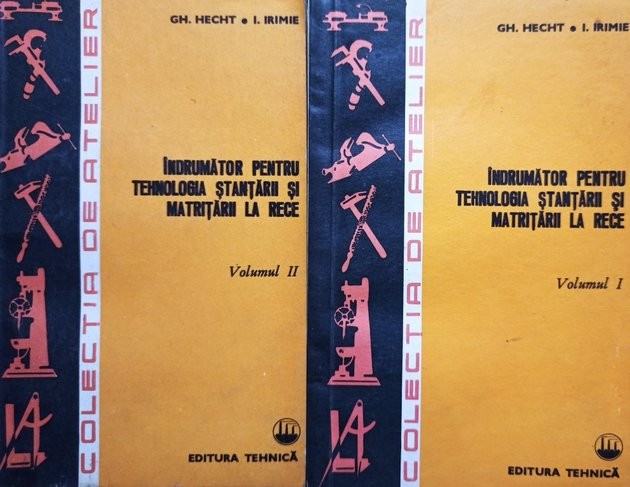 GH. HECHT • I. IRIMIE
COLECȚIA DE ATELIER
ÎNDRUMĂTOR PENTRU
TEHNOLOGIA ȘTANȚĂRII ȘI
MATRIȚĂRII LA RECE
Volumul II
EDITURA TEHNICĂ
GH. HECHT • I. IRIMIE
COLECȚIA DE ATELIER
ÎNDRUMĂTOR PENTRU
TEHNOLOGIA ȘTANȚĂRII ȘI
MATRIȚĂRII LA RECE
Volumul I
EDITURA TEHNICĂ